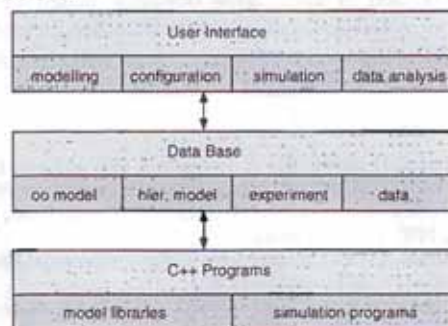 User Interface
modelling configuration simulation data analysis
Data Base
oo model hier. model experiment data
C++ Programs
model libraries simulation programs